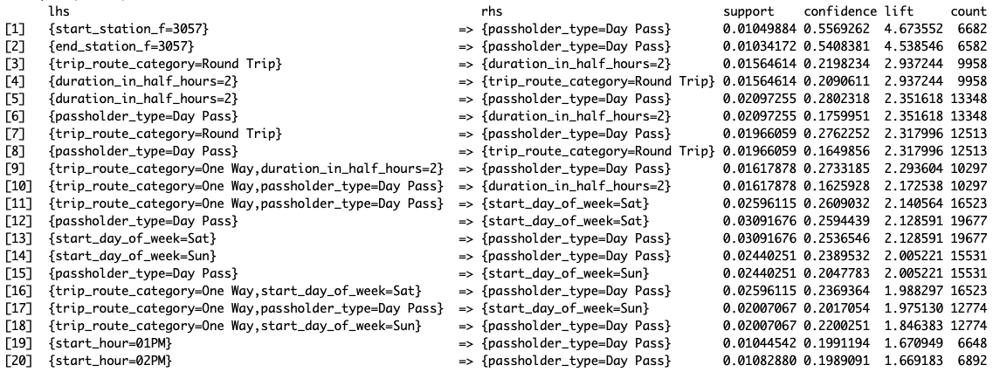 lhs rhs support confidence lift count
[1] {start_station_f=3057} => {passholder_type=Day Pass} 0.01049884 0.5569262 4.673552 6682
[2] {end_station_f=3057} => {passholder_type=Day Pass} 0.01034172 0.5408381 4.538546 6582
[3] {trip_route_category=Round Trip} => {duration_in_half_hours=2} 0.01564614 0.2198234 2.937244 9958
[4] {duration_in_half_hours=2} => {trip_route_category=Round Trip} 0.01564614 0.2090611 2.937244 9958
[5] {duration_in_half_hours=2} => {passholder_type=Day Pass} 0.02097255 0.2802318 2.351618 13348
[6] {passholder_type=Day Pass} => {duration_in_half_hours=2} 0.02097255 0.1759951 2.351618 13348
[7] {trip_route_category=Round Trip} => {passholder_type=Day Pass} 0.01966059 0.2762252 2.317996 12513
[8] {passholder_type=Day Pass} => {trip_route_category=Round Trip} 0.01966059 0.1649856 2.317996 12513
[9] {trip_route_category=One Way,duration_in_half_hours=2} => {passholder_type=Day Pass} 0.01617878 0.2733185 2.293604 10297
[10] {trip_route_category=One Way,passholder_type=Day Pass} => {duration_in_half_hours=2} 0.01617878 0.1625928 2.172538 10297
[11] {trip_route_category=One Way,passholder_type=Day Pass} => {start_day_of_week=Sat} 0.02596115 0.2609032 2.140564 16523
[12] {passholder_type=Day Pass} => {start_day_of_week=Sat} 0.03091676 0.2594439 2.128591 19677
[13] {start_day_of_week=Sat} => {passholder_type=Day Pass} 0.03091676 0.2536546 2.128591 19677
[14] {start_day_of_week=Sun} => {passholder_type=Day Pass} 0.02440251 0.2389532 2.005221 15531
[15] {passholder_type=Day Pass} => {start_day_of_week=Sun} 0.02440251 0.2047783 2.005221 15531
[16] {trip_route_category=One Way,start_day_of_week=Sat} => {passholder_type=Day Pass} 0.02596115 0.2369364 1.988297 16523
[17] {trip_route_category=One Way,passholder_type=Day Pass} => {start_day_of_week=Sun} 0.02007067 0.2017054 1.975130 12774
[18] {trip_route_category=One Way,start_day_of_week=Sun} => {passholder_type=Day Pass} 0.02007067 0.2200251 1.846383 12774
[19] {start_hour=01PM} => {passholder_type=Day Pass} 0.01044542 0.1991194 1.670949 6648
[20] {start_hour=02PM} => {passholder_type=Day Pass} 0.01082880 0.1989091 1.669183 6892